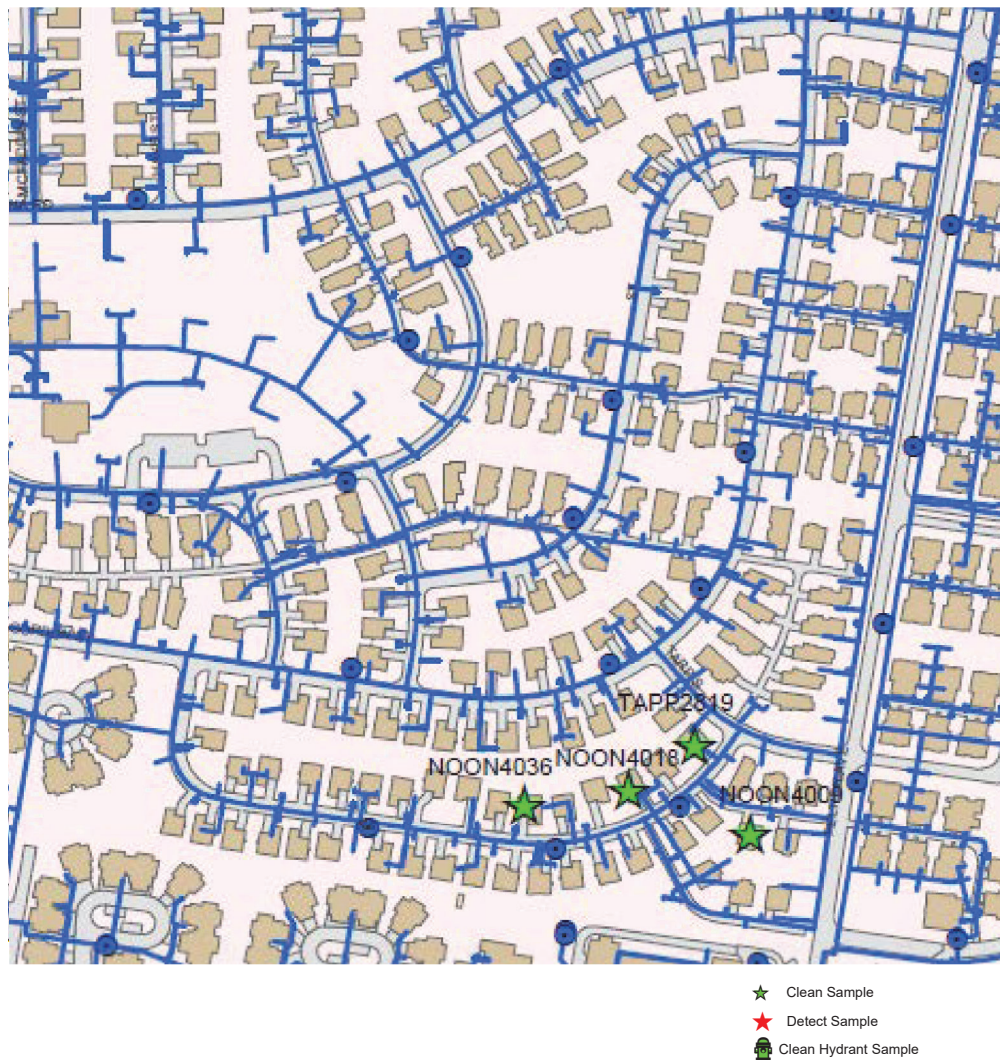 TAPP2819
NOON4018
NOON4036
NOON4009
Clean Sample
Detect Sample
Clean Hydrant Sample